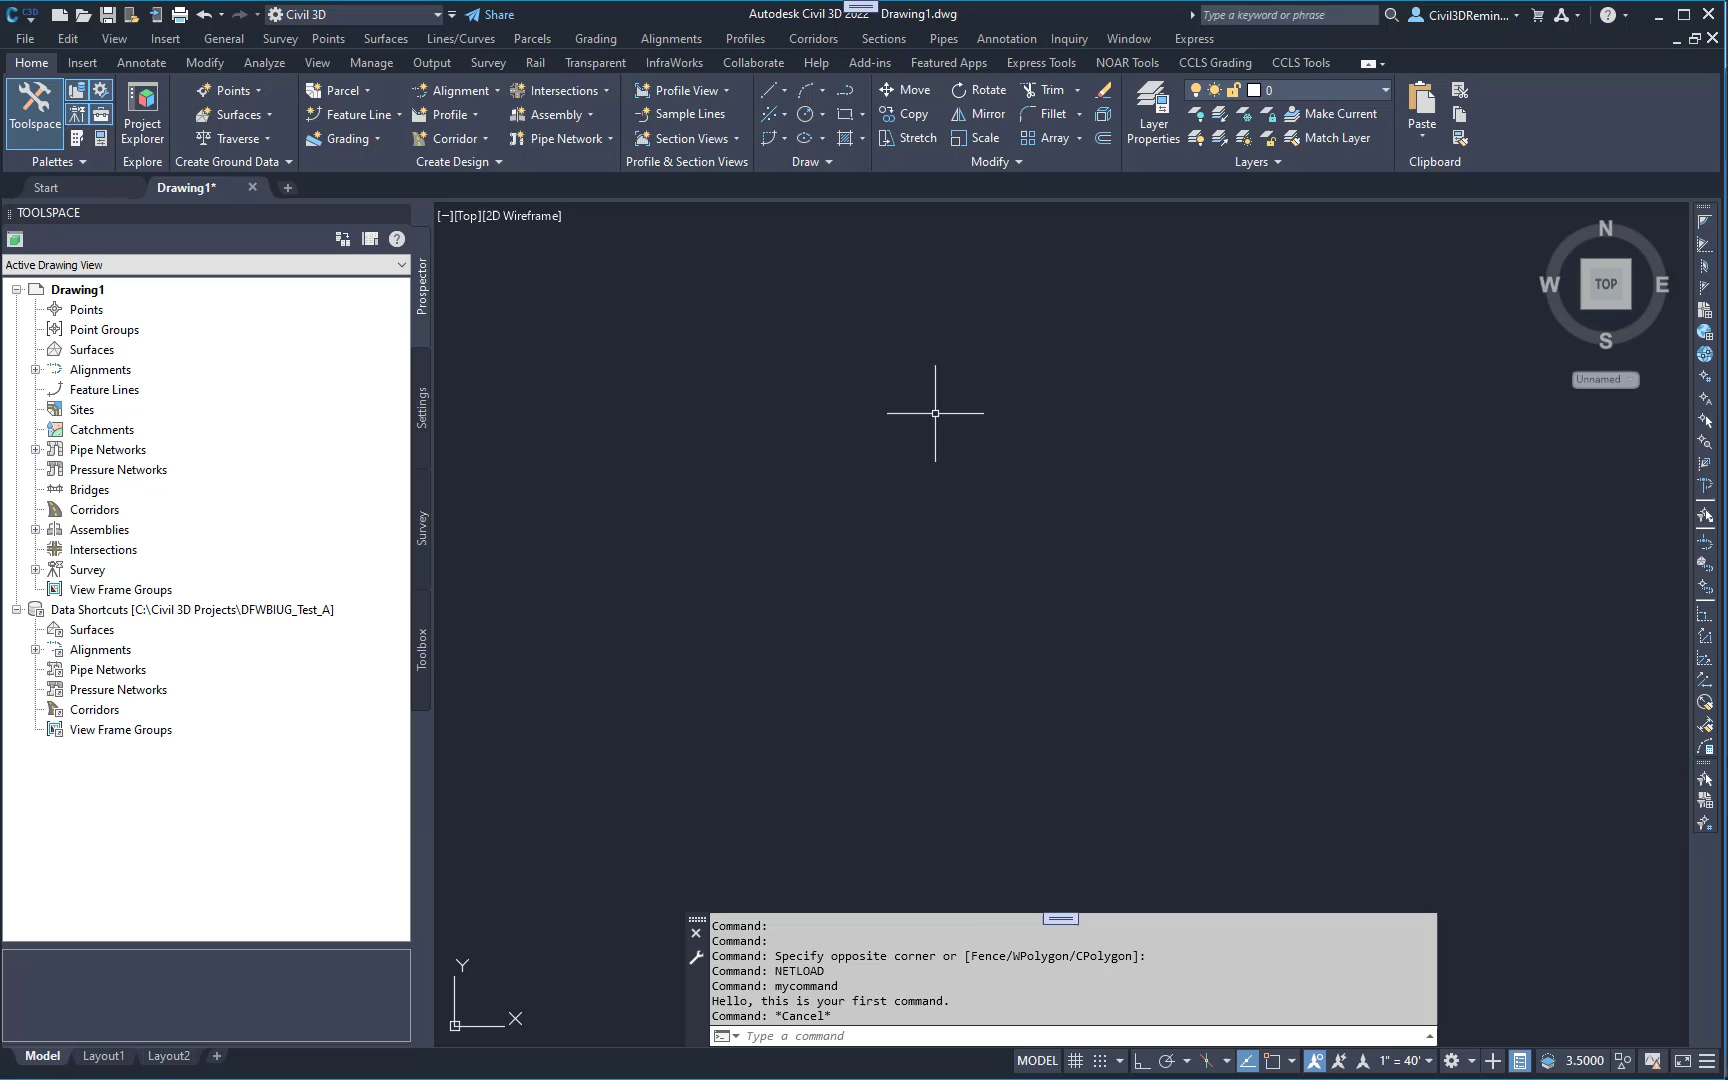 C3D Civil 3D Share Autodesk Civil 3D 2022 Drawing1.dwg Type a keyword or phrase Civil3DRemin...
File Edit View Insert General Survey Points Surfaces Lines/Curves Parcels Grading Alignments Profiles Corridors Sections Pipes Annotation Inquiry Window Express
Home Insert Annotate Modify Analyze View Manage Output Survey Rail Transparent InfraWorks Collaborate Help Add-ins Featured Apps Express Tools NOAR Tools CCLS Grading CCLS Tools
Points Parcel Alignment Intersections Profile View Move Rotate Trim 0
Toolspace Project Explorer Surfaces Feature Line Profile Assembly Sample Lines Copy Mirror Fillet Layer Properties Make Current Paste
Traverse Grading Corridor Pipe Network Section Views Stretch Scale Array Match Layer
Palettes Explore Create Ground Data Create Design Profile & Section Views Draw Modify Layers Clipboard
Start Drawing1*
TOOLSPACE
[−][Top][2D Wireframe]
Active Drawing View
Drawing1
Points
Point Groups
Surfaces
Alignments
Feature Lines
Sites
Catchments
Pipe Networks
Pressure Networks
Bridges
Corridors
Assemblies
Intersections
Survey
View Frame Groups
Data Shortcuts [C:\Civil 3D Projects\DFWBIUG_Test_A]
Surfaces
Alignments
Pipe Networks
Pressure Networks
Corridors
View Frame Groups
Prospector
Settings
Survey
Toolbox
N
W TOP E
S
Unnamed
Y
X
Command:
Command:
Command: Specify opposite corner or [Fence/WPolygon/CPolygon]:
Command: NETLOAD
Command: mycommand
Hello, this is your first command.
Command: *Cancel*
Type a command
Model Layout1 Layout2 MODEL 1" = 40' 3.5000